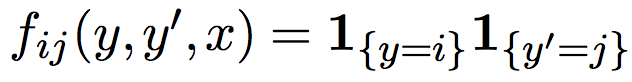 f_{ij}(y, y', x) = 𝟏_{\{y=i\}} 𝟏_{\{y'=j\}}